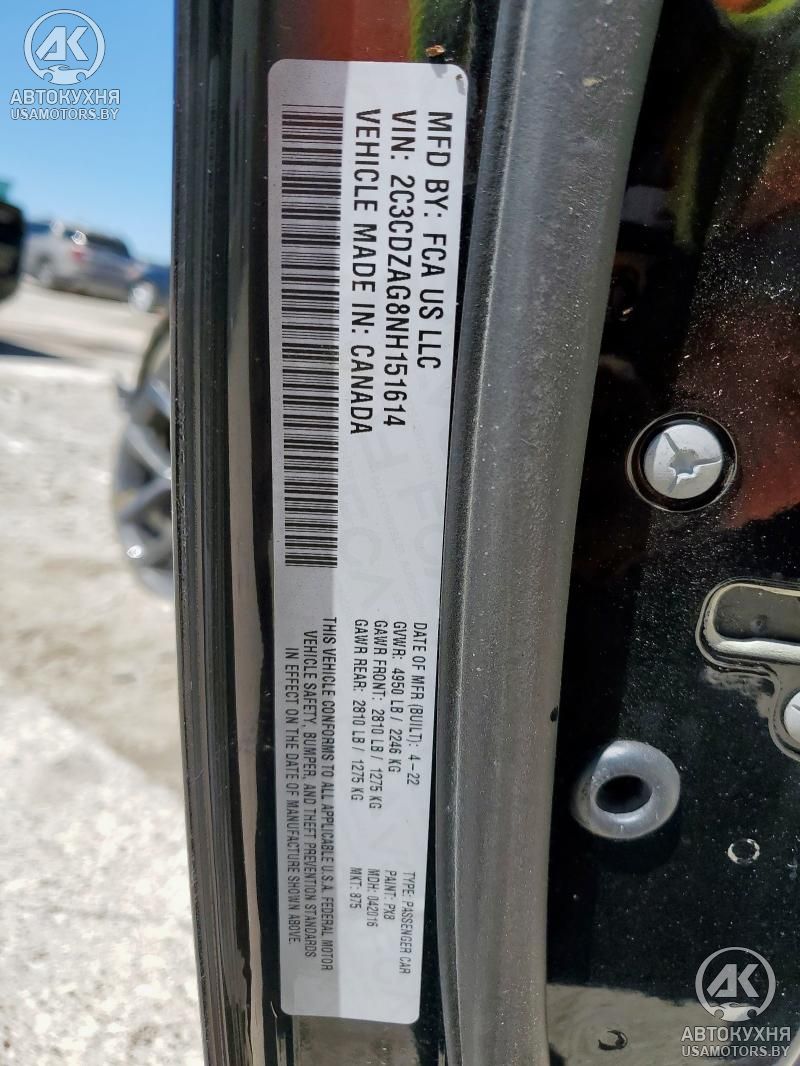 AK
АВТОКУХНЯ
USAMOTORS.BY
MFD BY: FCA US LLC
VIN: 2C3CDZAG8NH151614
VEHICLE MADE IN: CANADA
DATE OF MFR (BUILT): 4-22
GVWR: 4950 LB / 2246 KG
GAWR FRONT: 2810 LB / 1275 KG
GAWR REAR: 2810 LB / 1275 KG
TYPE: PASSENGER CAR
PAINT: PX8
MDH: 042016
MKT: 875
THIS VEHICLE CONFORMS TO ALL APPLICABLE U.S.A. FEDERAL MOTOR
VEHICLE SAFETY, BUMPER, AND THEFT PREVENTION STANDARDS
IN EFFECT ON THE DATE OF MANUFACTURE SHOWN ABOVE.
AK
АВТОКУХНЯ
USAMOTORS.BY